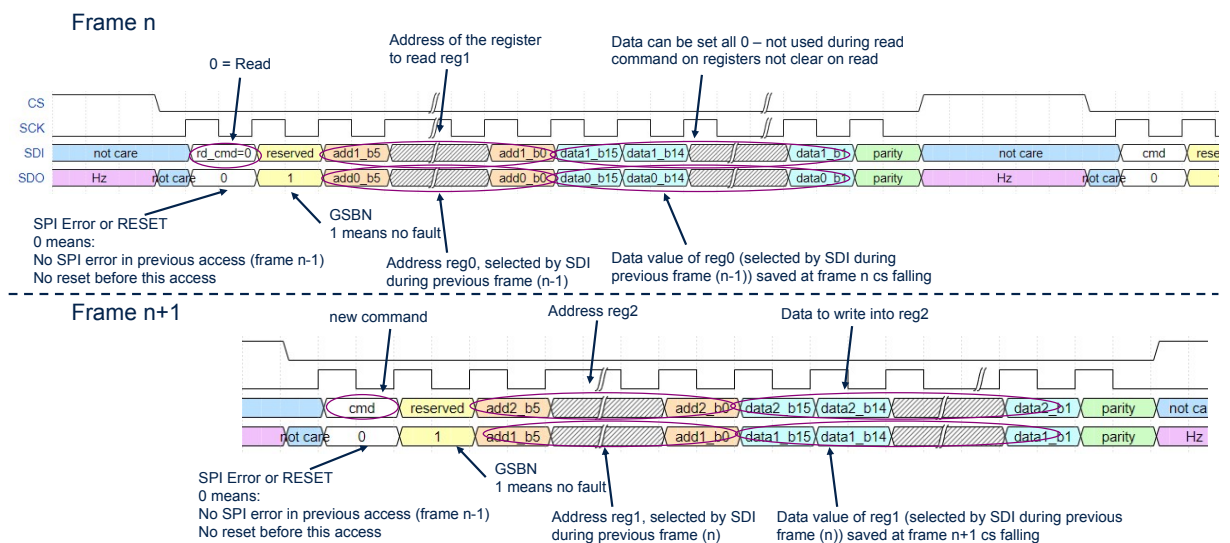 Frame n
0 = Read
Address of the register
to read reg1
Data can be set all 0 – not used during read
command on registers not clear on read
CS
SCK
SDI
not care
rd_cmd=0
reserved
add1_b5
add1_b0
data1_b15
data1_b14
data1_b1
parity
not care
cmd
rese
SDO
Hz
not care
0
1
add0_b5
add0_b0
data0_b15
data0_b14
data0_b1
parity
Hz
not care
0
SPI Error or RESET
0 means:
No SPI error in previous access (frame n-1)
No reset before this access
GSBN
1 means no fault
Address reg0, selected by SDI
during previous frame (n-1)
Data value of reg0 (selected by SDI during
previous frame (n-1)) saved at frame n cs falling
Frame n+1
new command
Address reg2
Data to write into reg2
cmd
reserved
add2_b5
add2_b0
data2_b15
data2_b14
data2_b1
parity
not ca
not care
0
1
add1_b5
add1_b0
data1_b15
data1_b14
data1_b1
parity
Hz
SPI Error or RESET
0 means:
No SPI error in previous access (frame n-1)
No reset before this access
GSBN
1 means no fault
Address reg1, selected by SDI
during previous frame (n)
Data value of reg1 (selected by SDI during previous
frame (n)) saved at frame n+1 cs falling